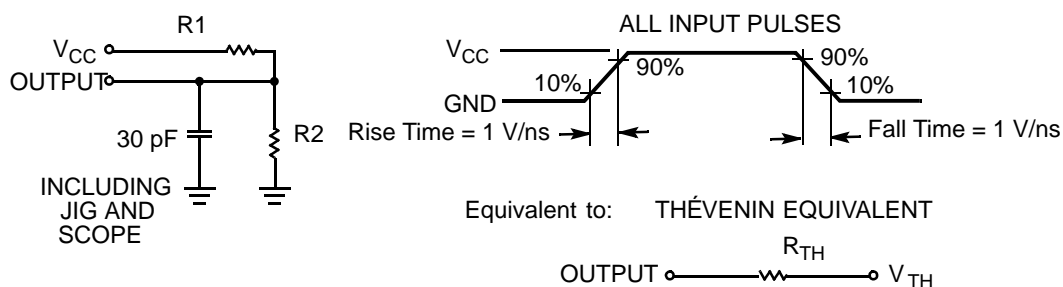 R1
VCC
OUTPUT
30 pF
R2
INCLUDING
JIG AND
SCOPE
ALL INPUT PULSES
VCC
GND
10%
90%
90%
10%
Rise Time = 1 V/ns
Fall Time = 1 V/ns
Equivalent to: THÉVENIN EQUIVALENT
RTH
OUTPUT
VTH